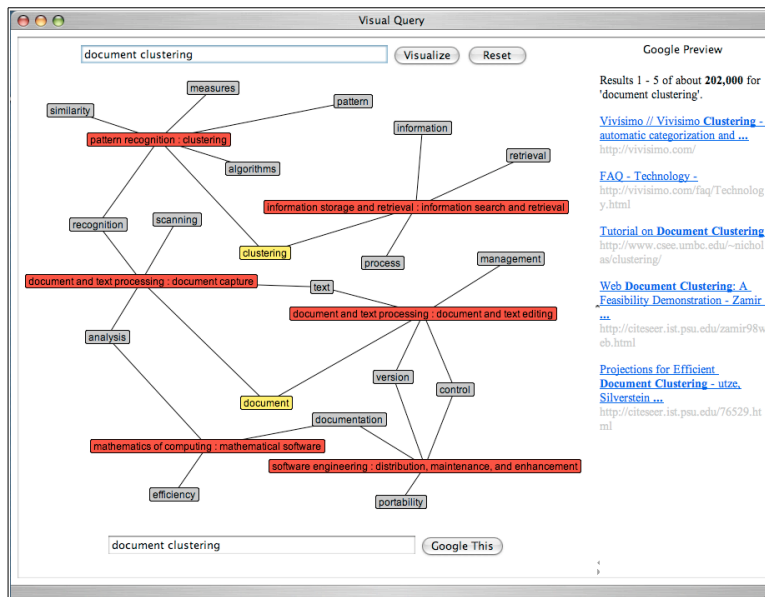 Visual Query
document clustering
Visualize
Reset
measures
pattern
similarity
pattern recognition : clustering
algorithms
information
retrieval
information storage and retrieval : information search and retrieval
recognition
scanning
clustering
process
management
document and text processing : document capture
text
document and text processing : document and text editing
analysis
version
control
document
documentation
mathematics of computing : mathematical software
software engineering : distribution, maintenance, and enhancement
efficiency
portability
document clustering
Google This
Google Preview
Results 1 - 5 of about 202,000 for
'document clustering'.
Vivisimo // Vivisimo Clustering -
automatic categorization and ...
http://vivisimo.com/
FAQ - Technology -
http://vivisimo.com/faq/Technolog
y.html
Tutorial on Document Clustering
http://www.csee.umbc.edu/~nichol
as/clustering/
Web Document Clustering: A
Feasibility Demonstration - Zamir
...
http://citeseer.ist.psu.edu/zamir98w
eb.html
Projections for Efficient
Document Clustering - utze,
Silverstein ...
http://citeseer.ist.psu.edu/76529.ht
ml